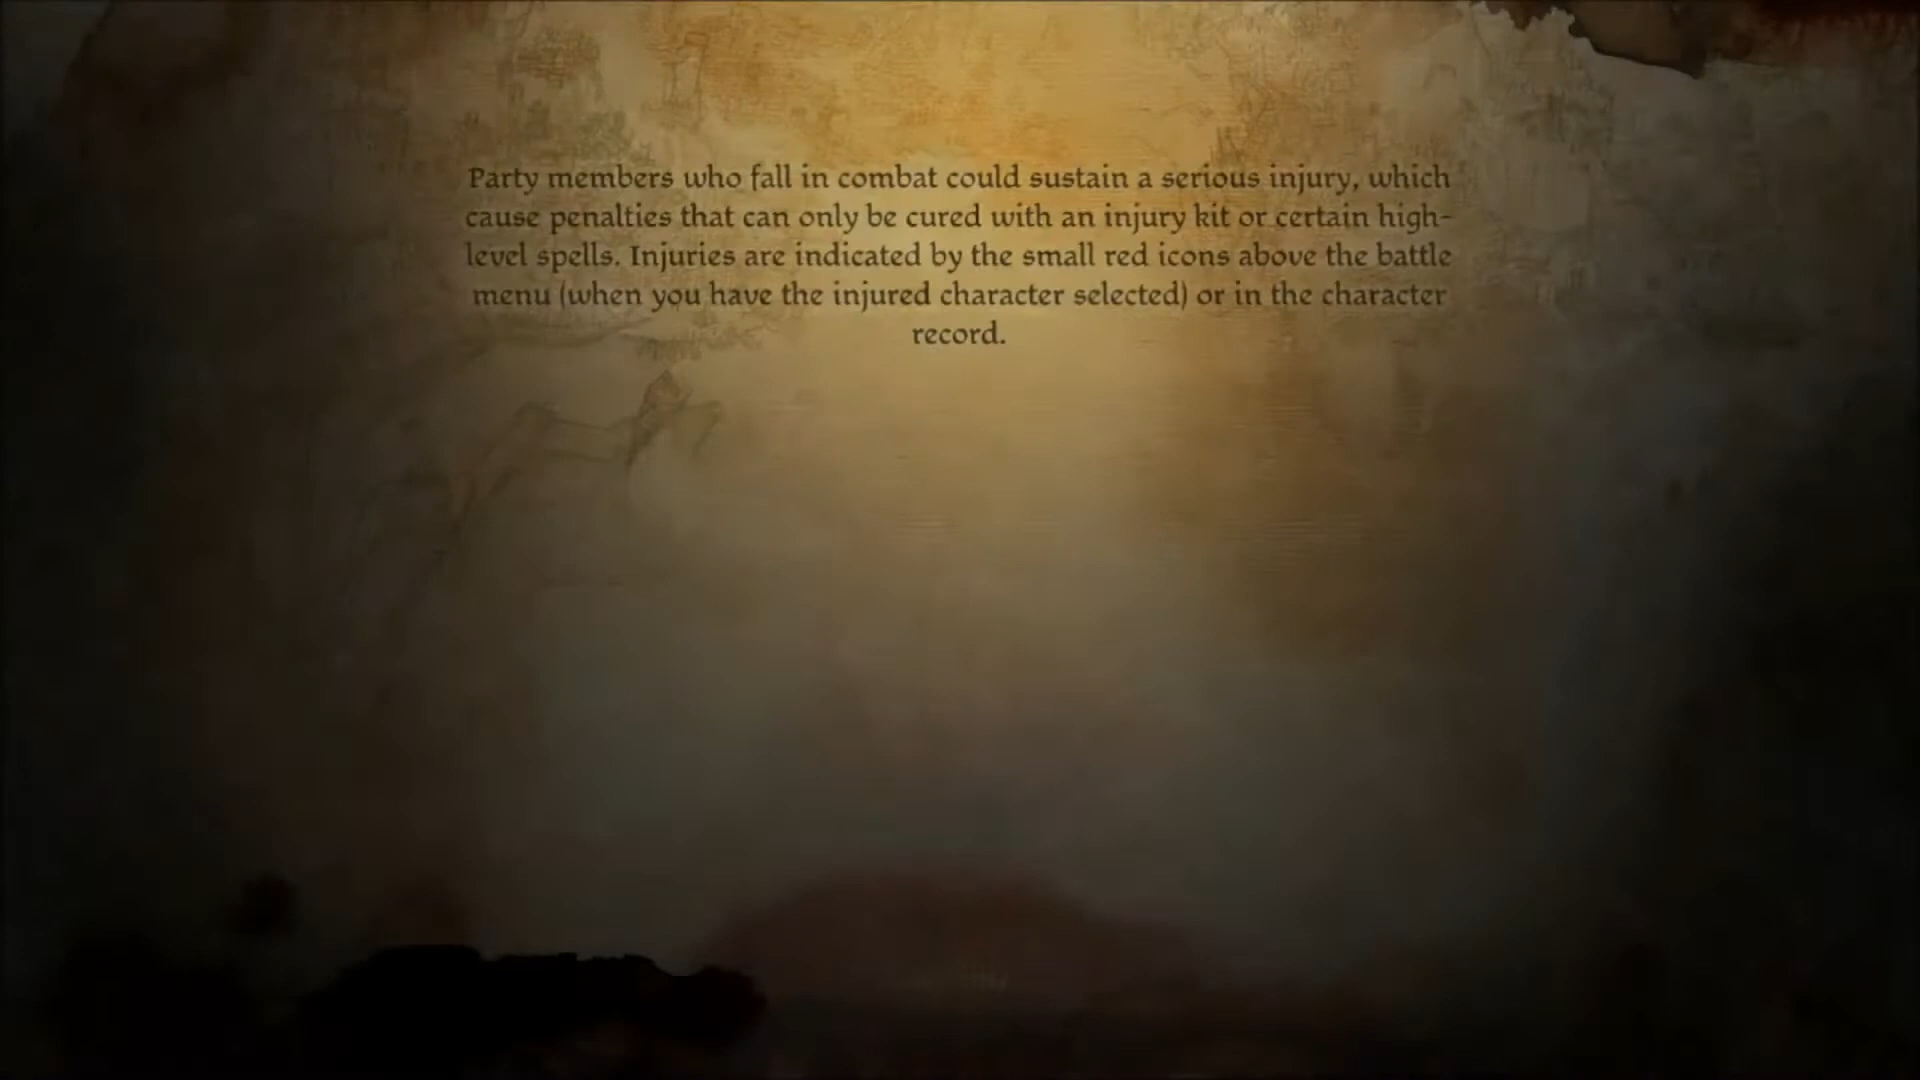 Party members who fall in combat could sustain a serious injury, which
cause penalties that can only be cured with an injury kit or certain high-
level spells. Injuries are indicated by the small red icons above the battle
menu (when you have the injured character selected) or in the character
record.